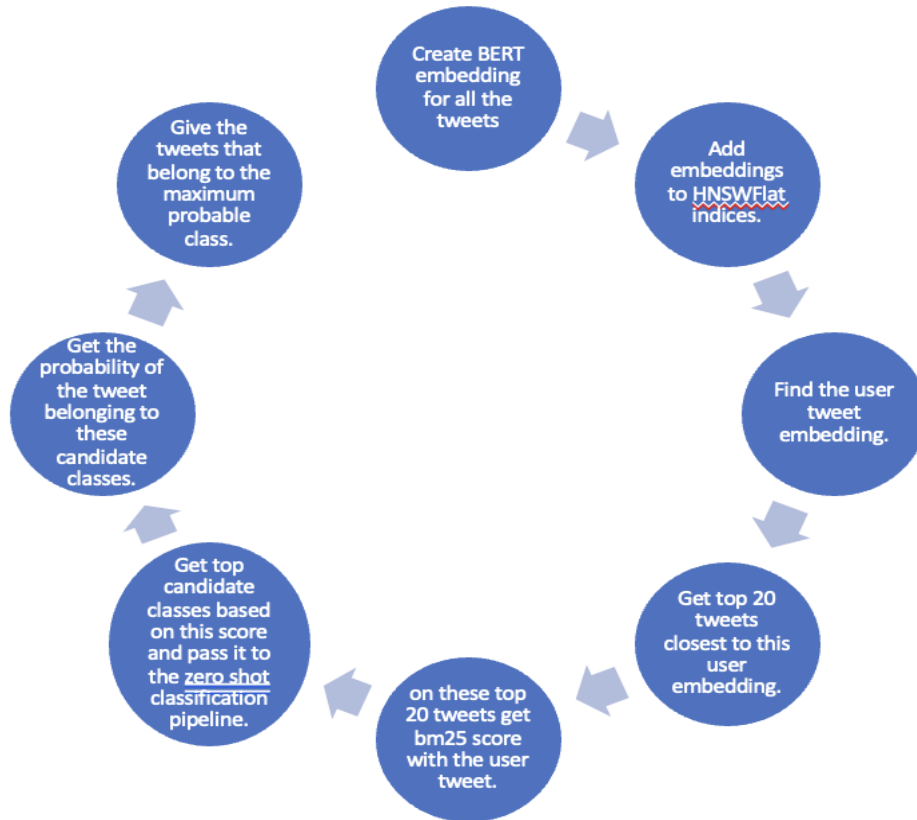 Create BERT
embedding
for all the
tweets
Add
embeddings
to HNSWFlat
indices.
Find the user
tweet
embedding.
Get top 20
tweets
closest to this
user
embedding.
on these top
20 tweets get
bm25 score
with the user
tweet.
Get top
candidate
classes based
on this score
and pass it to
the zero shot
classification
pipeline.
Get the
probability of
the tweet
belonging to
these
candidate
classes.
Give the
tweets that
belong to the
maximum
probable
class.